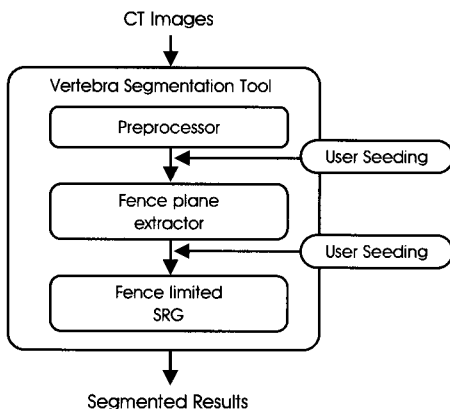 CT Images
Vertebra Segmentation Tool
Preprocessor
User Seeding
Fence plane
extractor
User Seeding
Fence limited
SRG
Segmented Results